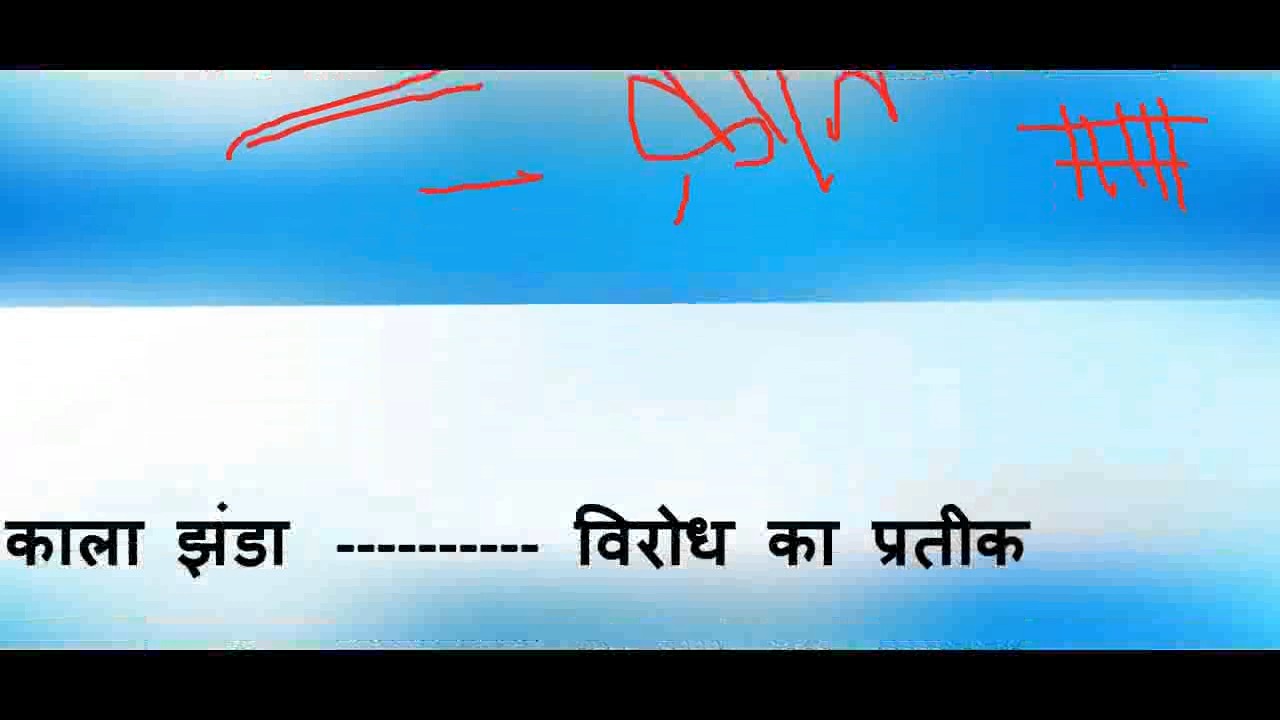 काला झंडा ---------- विरोध का प्रतीक